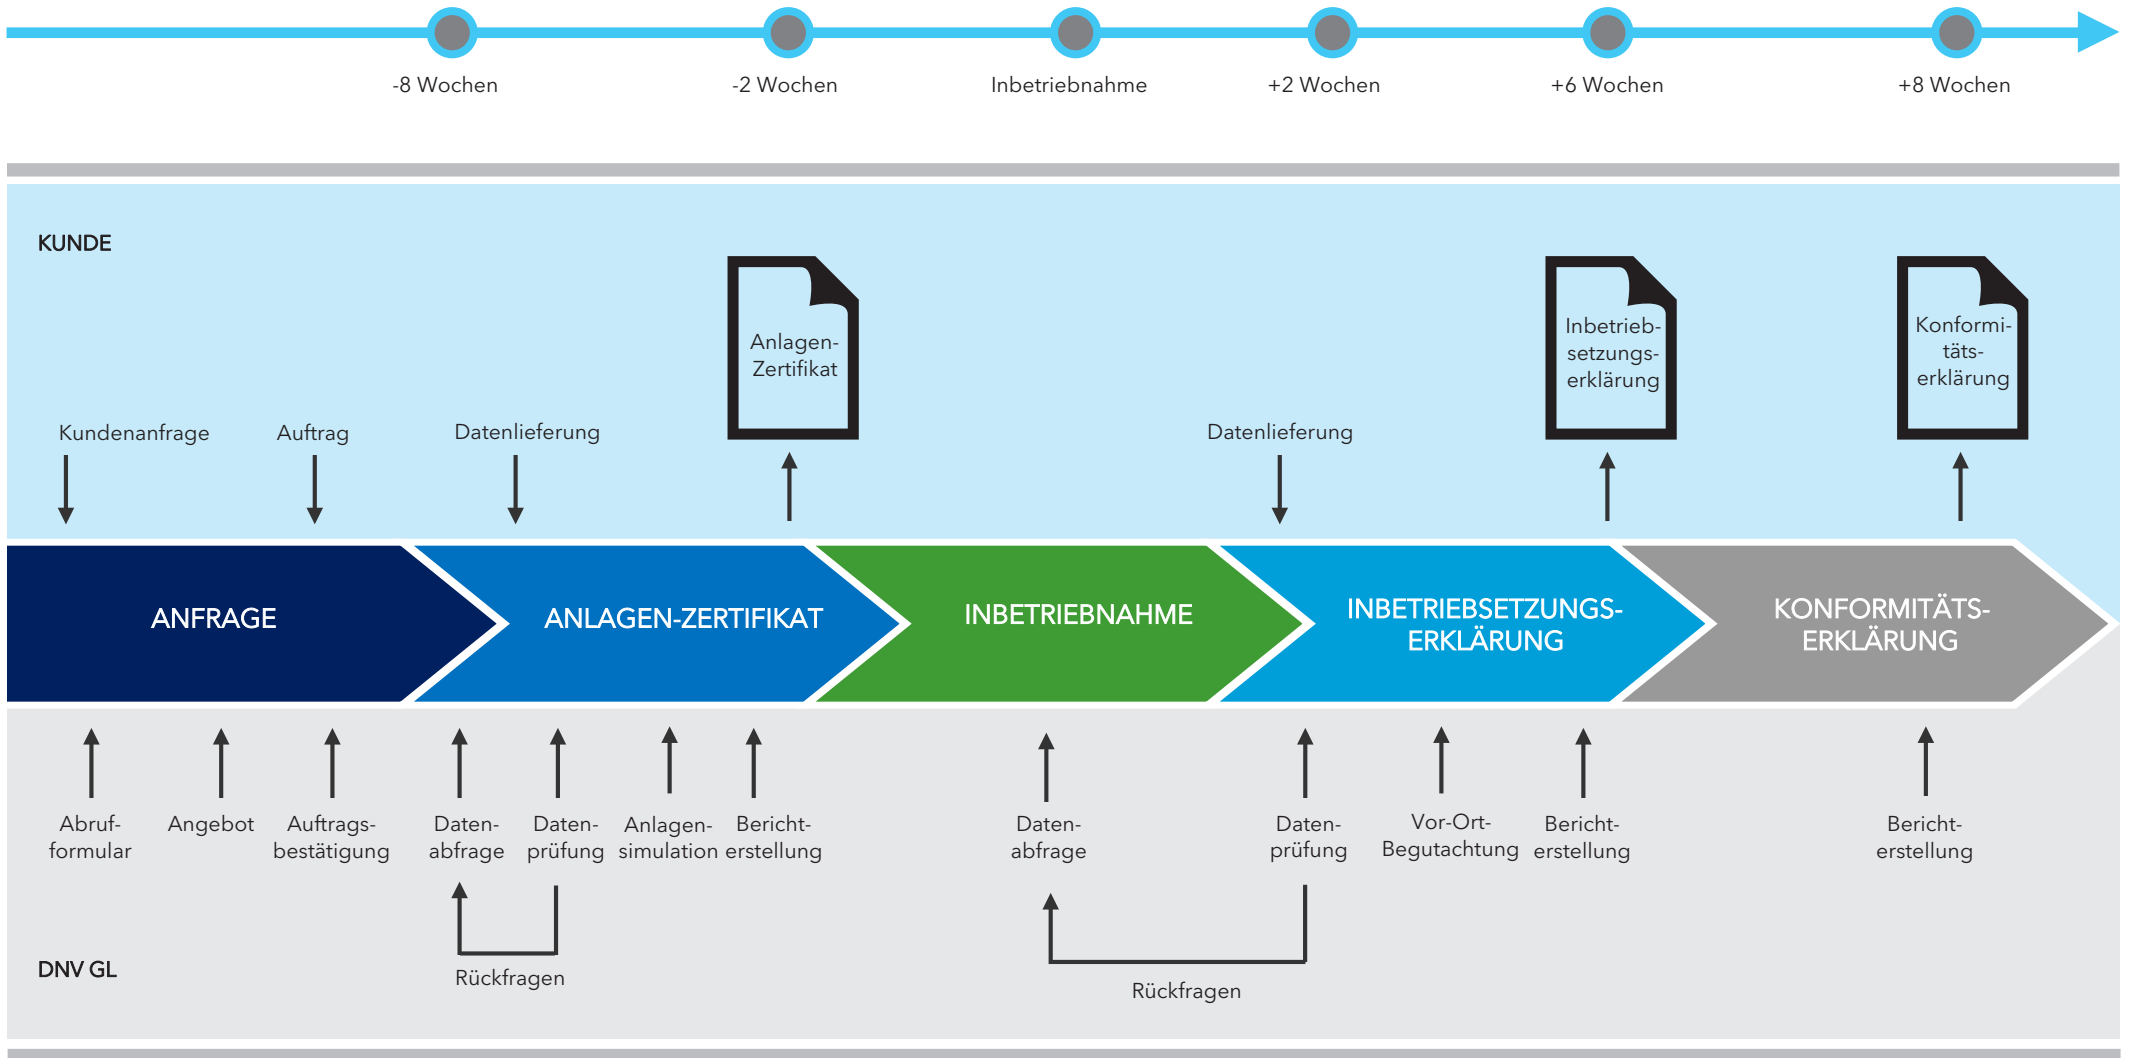 -8 Wochen
-2 Wochen
Inbetriebnahme
+2 Wochen
+6 Wochen
+8 Wochen
KUNDE
Anlagen-
Zertifikat
Inbetrieb-
setzungs-
erklärung
Konformi-
täts-
erklärung
Kundenanfrage
Auftrag
Datenlieferung
Datenlieferung
ANFRAGE
ANLAGEN-ZERTIFIKAT
INBETRIEBNAHME
INBETRIEBSETZUNGS-
ERKLÄRUNG
KONFORMITÄTS-
ERKLÄRUNG
Abruf-
formular
Angebot
Auftrags-
bestätigung
Daten-
abfrage
Daten-
prüfung
Anlagen-
simulation
Bericht-
erstellung
Daten-
abfrage
Daten-
prüfung
Vor-Ort-
Begutachtung
Bericht-
erstellung
Bericht-
erstellung
Rückfragen
Rückfragen
DNV GL